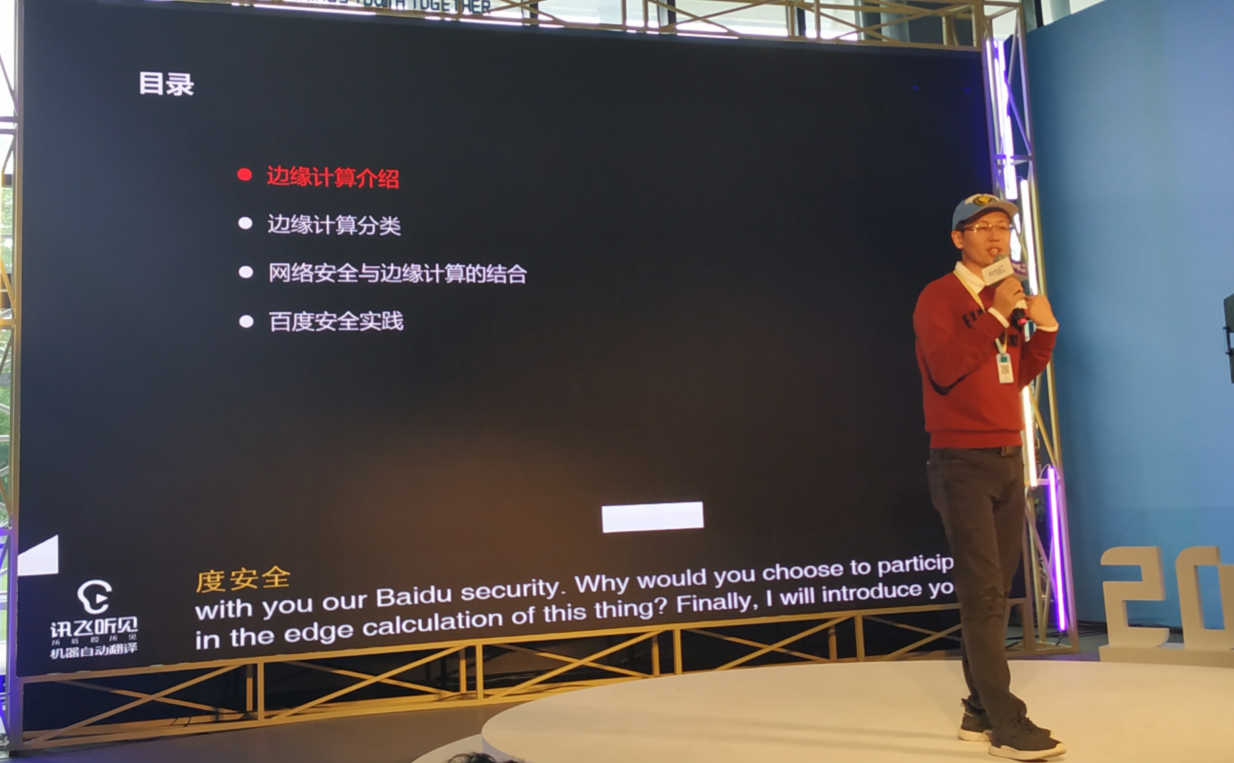 TOGETHER
目录
边缘计算介绍
边缘计算分类
网络安全与边缘计算的结合
百度安全实践
度安全
with you our Baidu security. Why would you choose to particip
in the edge calculation of this thing? Finally, I will introduce yo
讯飞听见
机器自动翻译
20